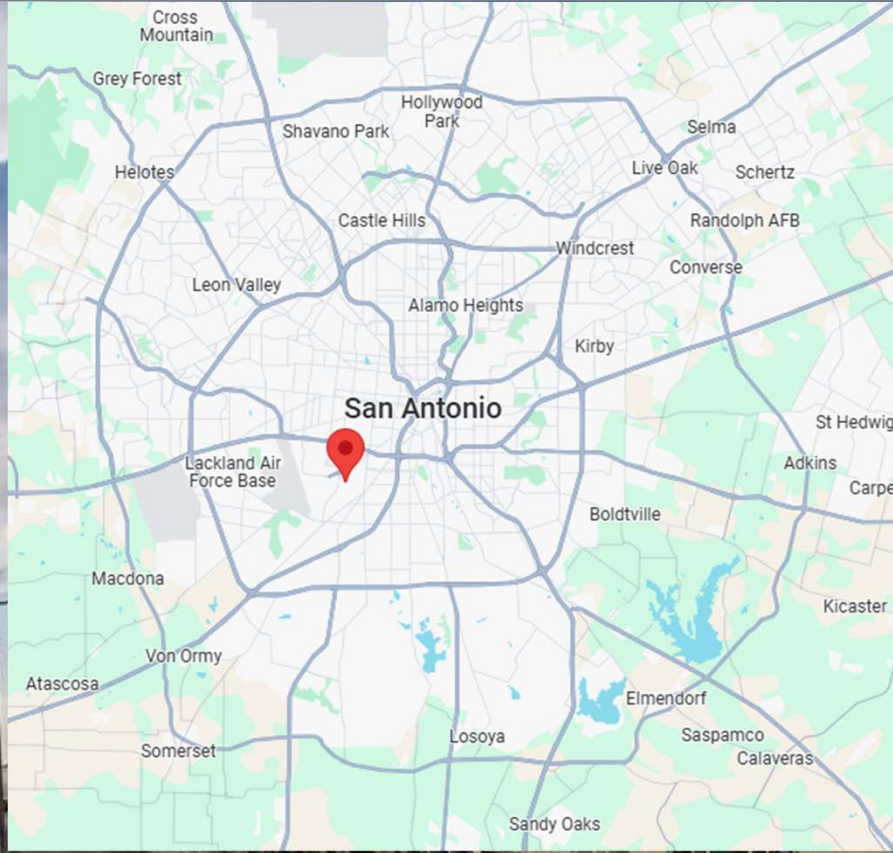 Cross
Mountain
Grey Forest
Hollywood
Park
Shavano Park
Selma
Helotes
Live Oak
Schertz
Castle Hills
Randolph AFB
Windcrest
Converse
Leon Valley
Alamo Heights
Kirby
San Antonio
St Hedwig
Lackland Air
Force Base
Adkins
Carpe
Boldtville
Macdona
Kicaster
Von Ormy
Atascosa
Elmendorf
Losoya
Saspamco
Somerset
Calaveras
Sandy Oaks